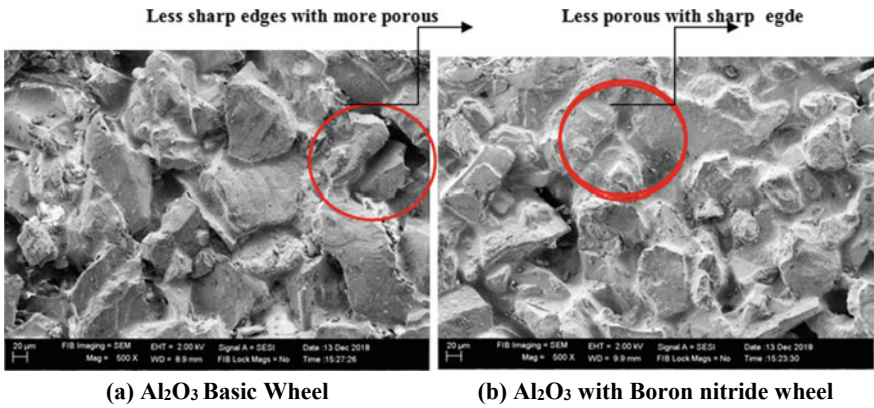 Less sharp edges with more porous
Less porous with sharp egde
20 µm
FIB Imaging = SEM
Mag = 500 X
EHT = 2.00 kV
WD = 8.9 mm
Signal A = SESI
FIB Lock Mags = No
Date :13 Dec 2018
Time :15:27:26
20 µm
FIB Imaging = SEM
Mag = 500 X
EHT = 2.00 kV
WD = 9.9 mm
Signal A = SESI
FIB Lock Mags = No
Date :13 Dec 2018
Time :15:23:30
(a) Al₂O₃ Basic Wheel
(b) Al₂O₃ with Boron nitride wheel